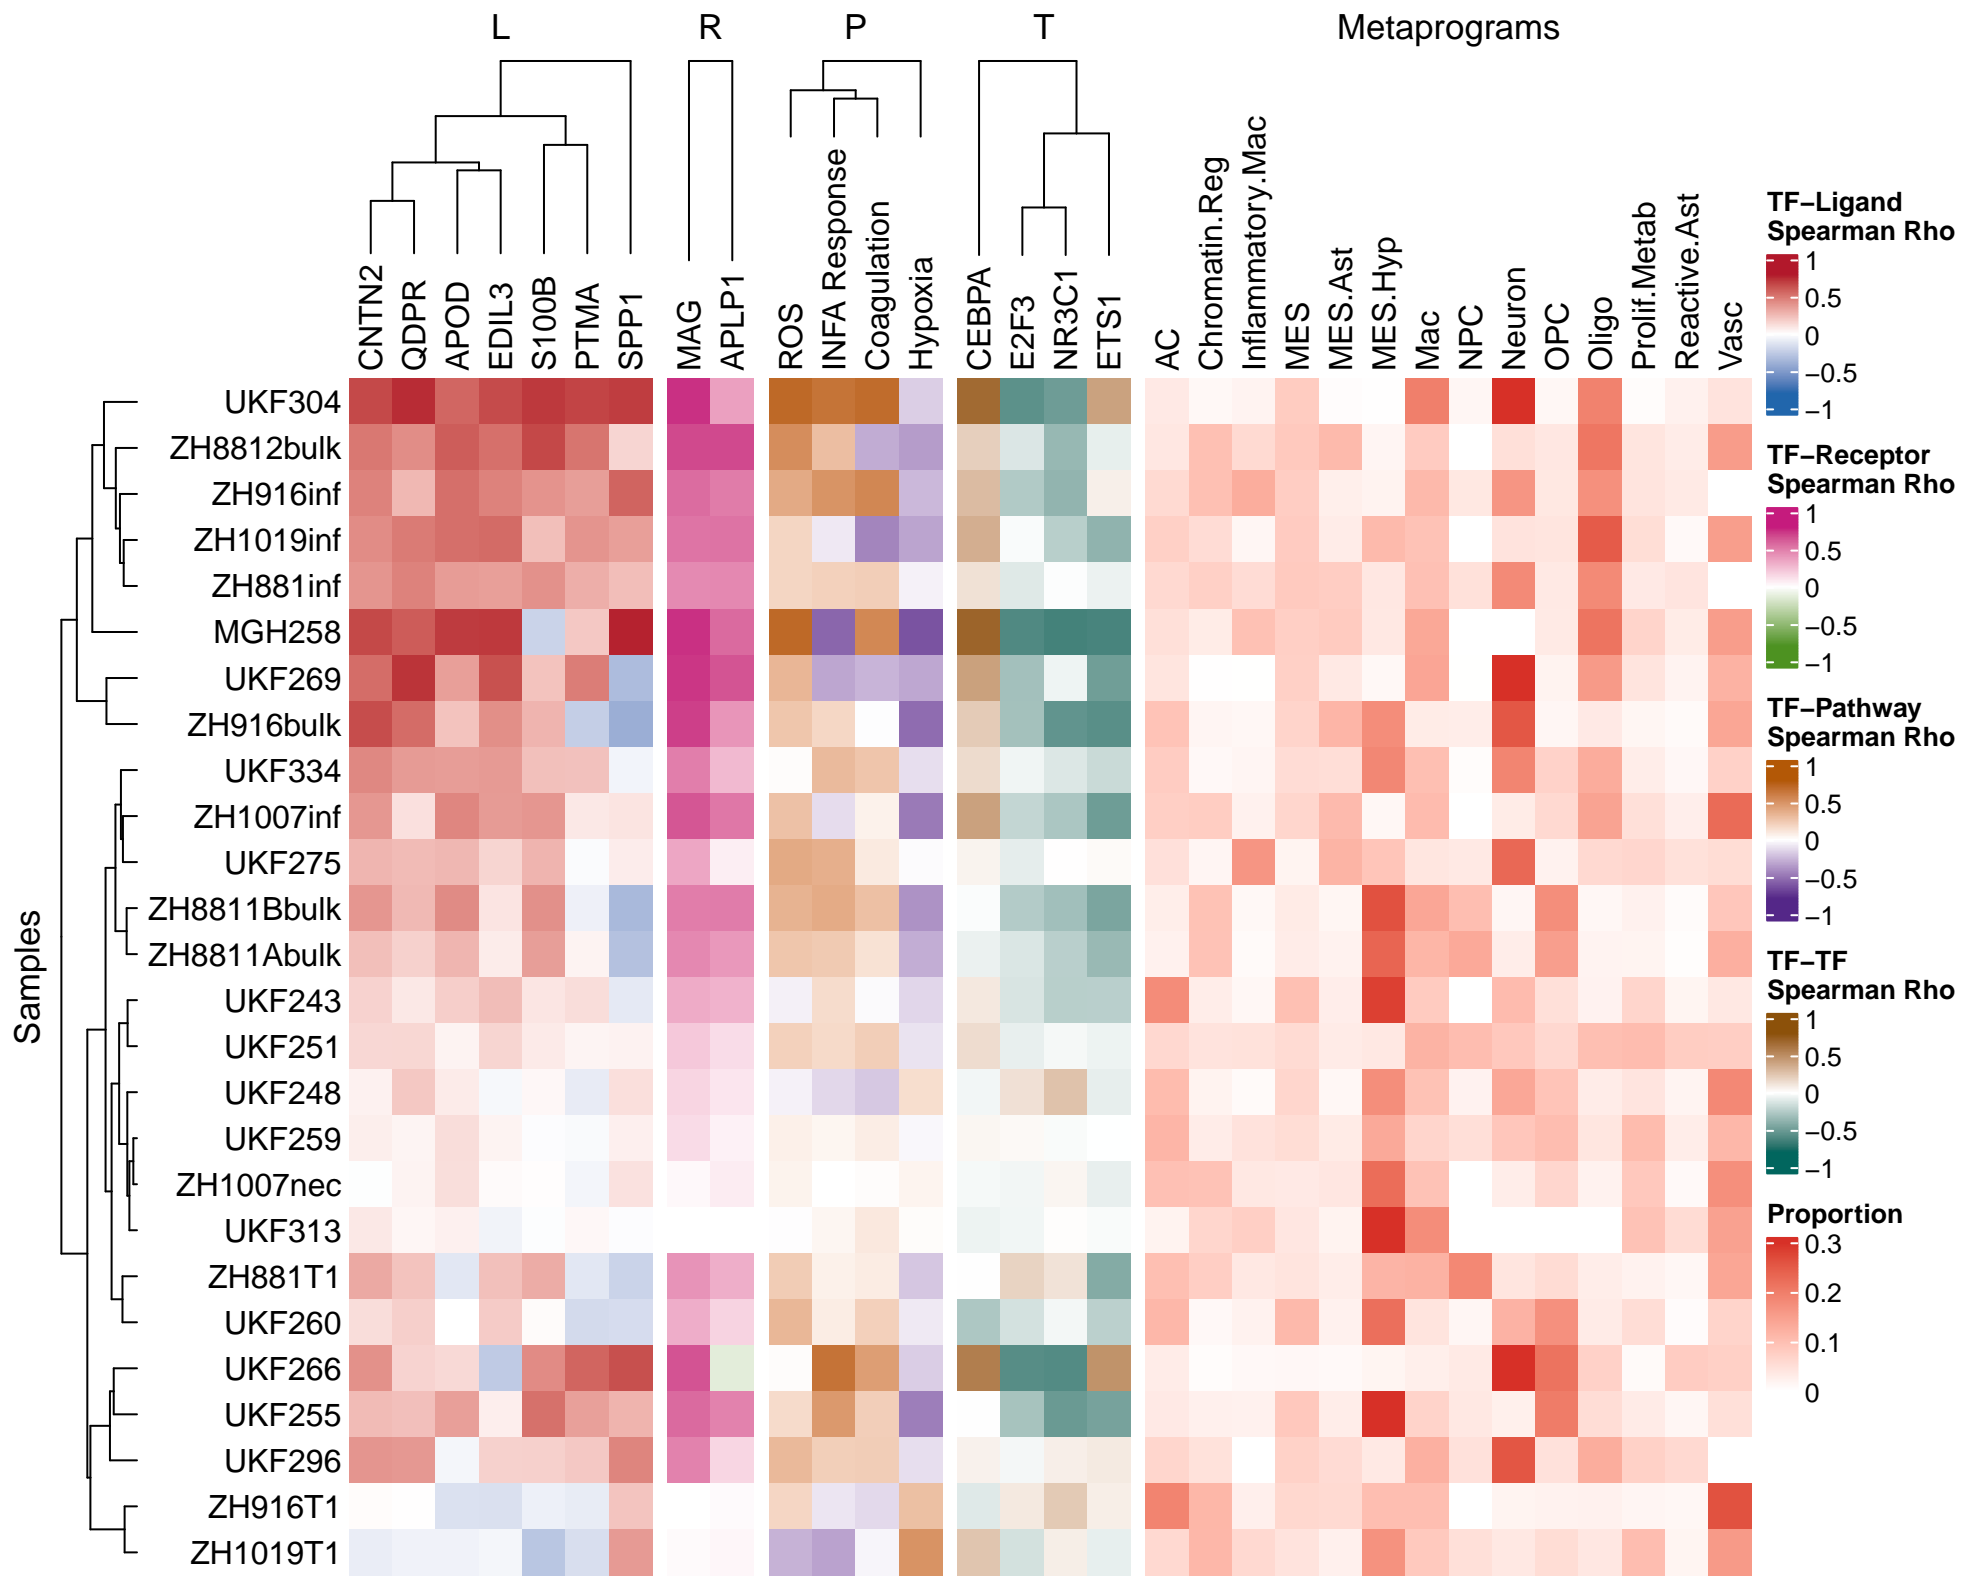 L R P T Metaprograms
CNTN2
QDPR
APOD
EDIL3
S100B
PTMA
SPP1
MAG
APLP1
ROS
INFA Response
Coagulation
Hypoxia
CEBPA
E2F3
NR3C1
ETS1
AC
Chromatin.Reg
Inflammatory.Mac
MES
MES.Ast
MES.Hyp
Mac
NPC
Neuron
OPC
Oligo
Prolif.Metab
Reactive.Ast
Vasc
Samples
UKF304
ZH8812bulk
ZH916inf
ZH1019inf
ZH881inf
MGH258
UKF269
ZH916bulk
UKF334
ZH1007inf
UKF275
ZH8811Bbulk
ZH8811Abulk
UKF243
UKF251
UKF248
UKF259
ZH1007nec
UKF313
ZH881T1
UKF260
UKF266
UKF255
UKF296
ZH916T1
ZH1019T1
TF−Ligand
Spearman Rho
1
0.5
0
−0.5
−1
TF−Receptor
Spearman Rho
1
0.5
0
−0.5
−1
TF−Pathway
Spearman Rho
1
0.5
0
−0.5
−1
TF−TF
Spearman Rho
1
0.5
0
−0.5
−1
Proportion
0.3
0.2
0.1
0